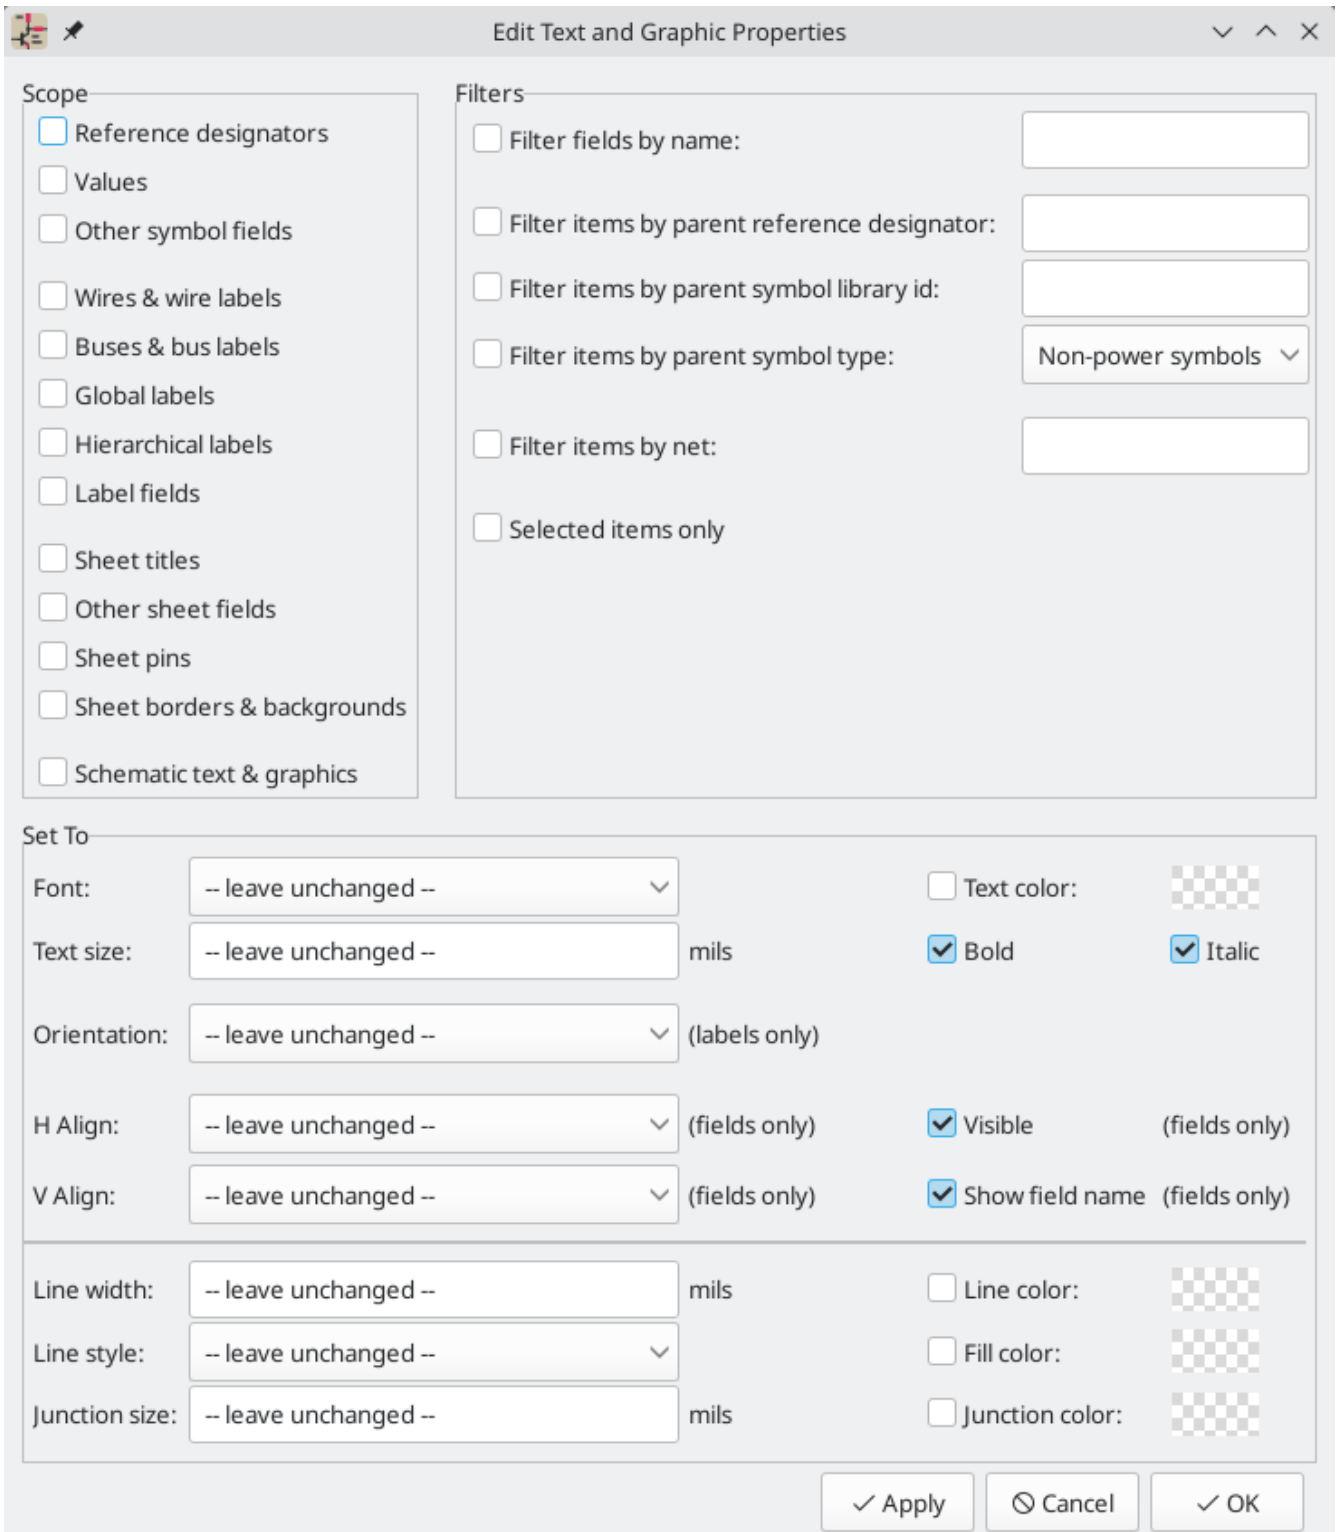 Edit Text and Graphic Properties
Scope
Reference designators
Values
Other symbol fields
Wires & wire labels
Buses & bus labels
Global labels
Hierarchical labels
Label fields
Sheet titles
Other sheet fields
Sheet pins
Sheet borders & backgrounds
Schematic text & graphics
Filters
Filter fields by name:
Filter items by parent reference designator:
Filter items by parent symbol library id:
Filter items by parent symbol type: Non-power symbols
Filter items by net:
Selected items only
Set To
Font: -- leave unchanged -- Text color:
Text size: -- leave unchanged -- mils Bold Italic
Orientation: -- leave unchanged -- (labels only)
H Align: -- leave unchanged -- (fields only) Visible (fields only)
V Align: -- leave unchanged -- (fields only) Show field name (fields only)
Line width: -- leave unchanged -- mils Line color:
Line style: -- leave unchanged -- Fill color:
Junction size: -- leave unchanged -- mils Junction color:
Apply Cancel OK